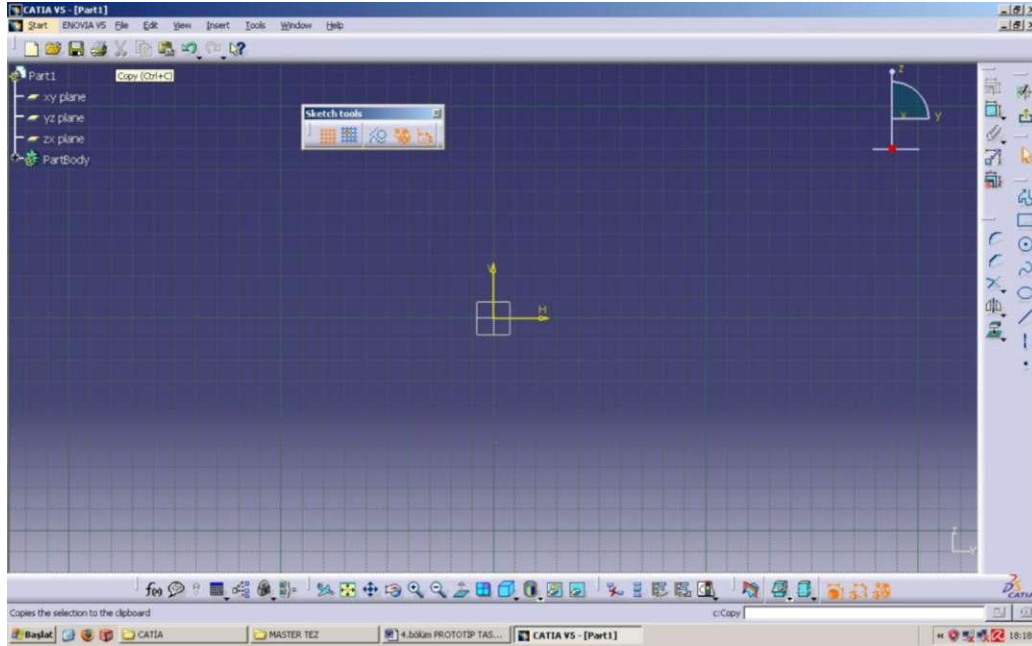 CATIA V5 - [Part1]
Start ENOVIA V5 File Edit View Insert Tools Window Help
Part1
Copy (Ctrl+C)
xy plane
yz plane
zx plane
PartBody
Sketch tools
z
x
y
V
H
z
y
f(x)
CATIA
Copies the selection to the clipboard
c:Copy
Başlat
CATİA
MASTER TEZ
4.bölüm PROTOTİP TAS...
CATIA V5 - [Part1]
18:18